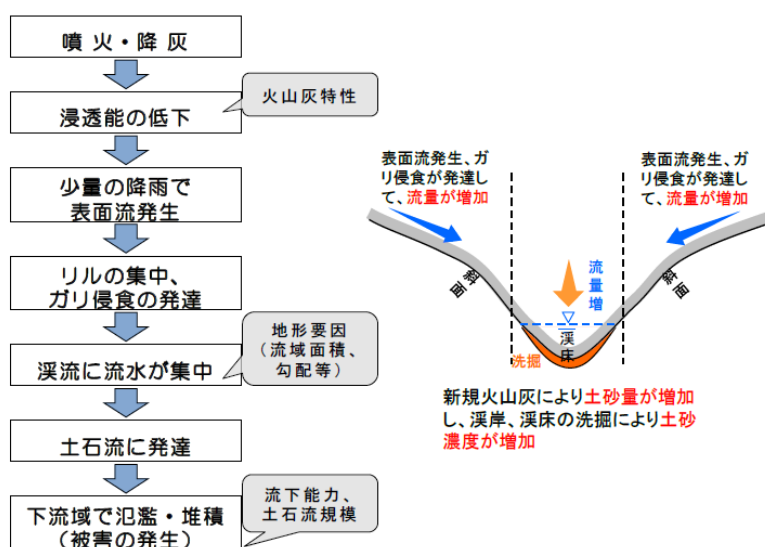 噴火・降灰
火山灰特性
浸透能の低下
少量の降雨で
表面流発生
リルの集中、
ガリ侵食の発達
地形要因
（流域面積、
勾配等）
渓流に流水が集中
土石流に発達
流下能力、
土石流規模
下流域で氾濫・堆積
（被害の発生）
表面流発生、ガ
リ侵食が発達し
て、流量が増加
表面流発生、ガ
リ侵食が発達し
て、流量が増加
斜面
流量増
斜面
渓床
洗掘
新規火山灰により土砂量が増加
し、渓岸、渓床の洗掘により土砂
濃度が増加